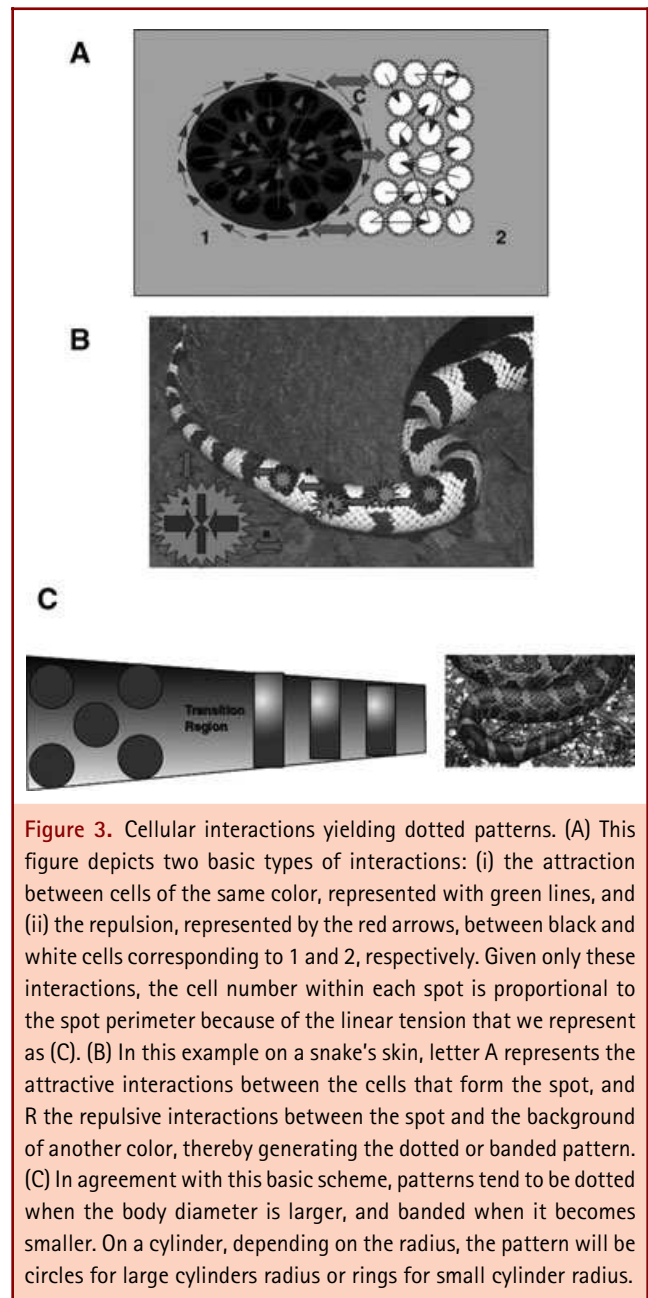 A
C
1
2
B
A
R
R
A
C
Transition
Region
Figure 3. Cellular interactions yielding dotted patterns. (A) This
figure depicts two basic types of interactions: (i) the attraction
between cells of the same color, represented with green lines, and
(ii) the repulsion, represented by the red arrows, between black and
white cells corresponding to 1 and 2, respectively. Given only these
interactions, the cell number within each spot is proportional to
the spot perimeter because of the linear tension that we represent
as (C). (B) In this example on a snake's skin, letter A represents the
attractive interactions between the cells that form the spot, and
R the repulsive interactions between the spot and the background
of another color, thereby generating the dotted or banded pattern.
(C) In agreement with this basic scheme, patterns tend to be dotted
when the body diameter is larger, and banded when it becomes
smaller. On a cylinder, depending on the radius, the pattern will be
circles for large cylinders radius or rings for small cylinder radius.